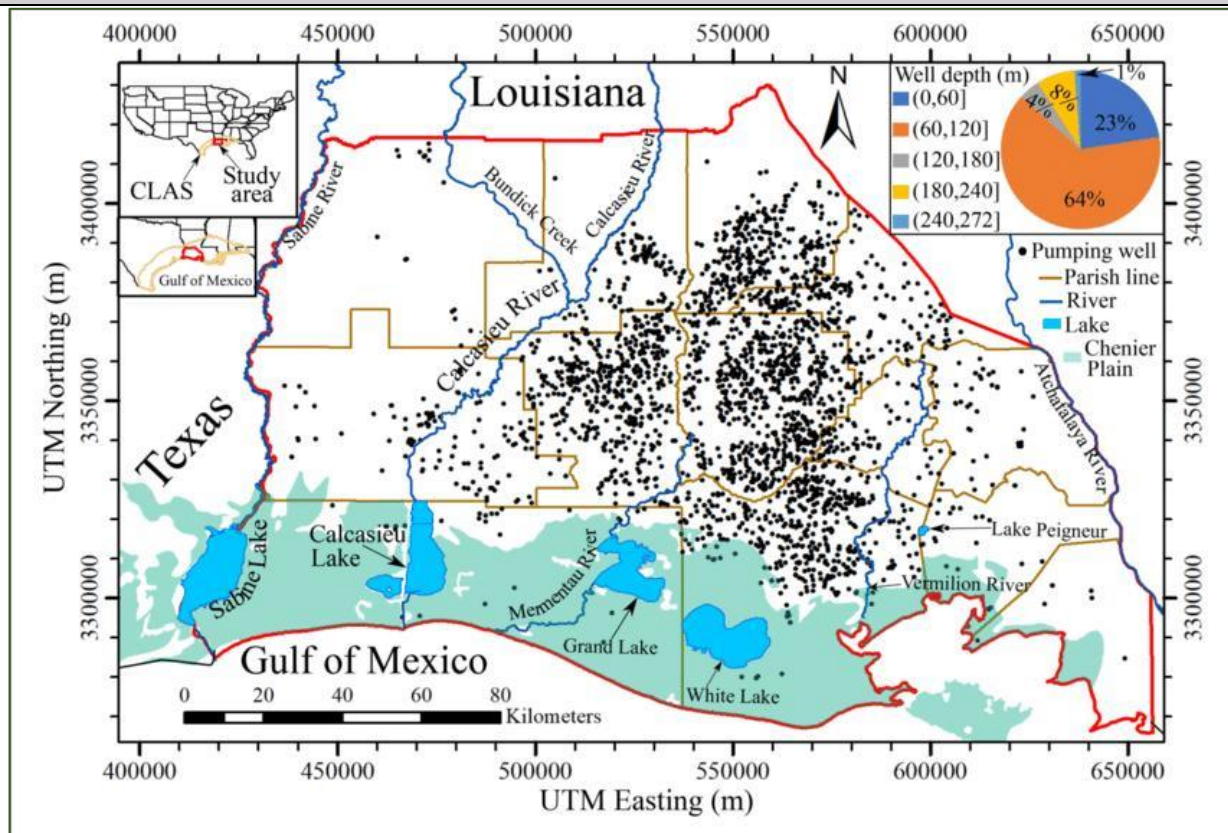 400000 450000 500000 550000 600000 650000
Louisiana
N
CLAS
Study
area
Gulf of Mexico
Well depth (m)
(0,60]
(60,120]
(120,180]
(180,240]
(240,272]
1%
8%
4%
23%
64%
Pumping well
Parish line
River
Lake
Chenier
Plain
UTM Northing (m)
3400000
3350000
3300000
3400000
3350000
3300000
Sabine River
Bundick Creek
Calcasieu River
Calcasieu River
Texas
Atchafalaya River
Sabine Lake
Calcasieu
Lake
Mermentau River
Lake Peigneur
Vermilion River
Grand Lake
White Lake
Gulf of Mexico
0 20 40 60 80
Kilometers
400000 450000 500000 550000 600000 650000
UTM Easting (m)